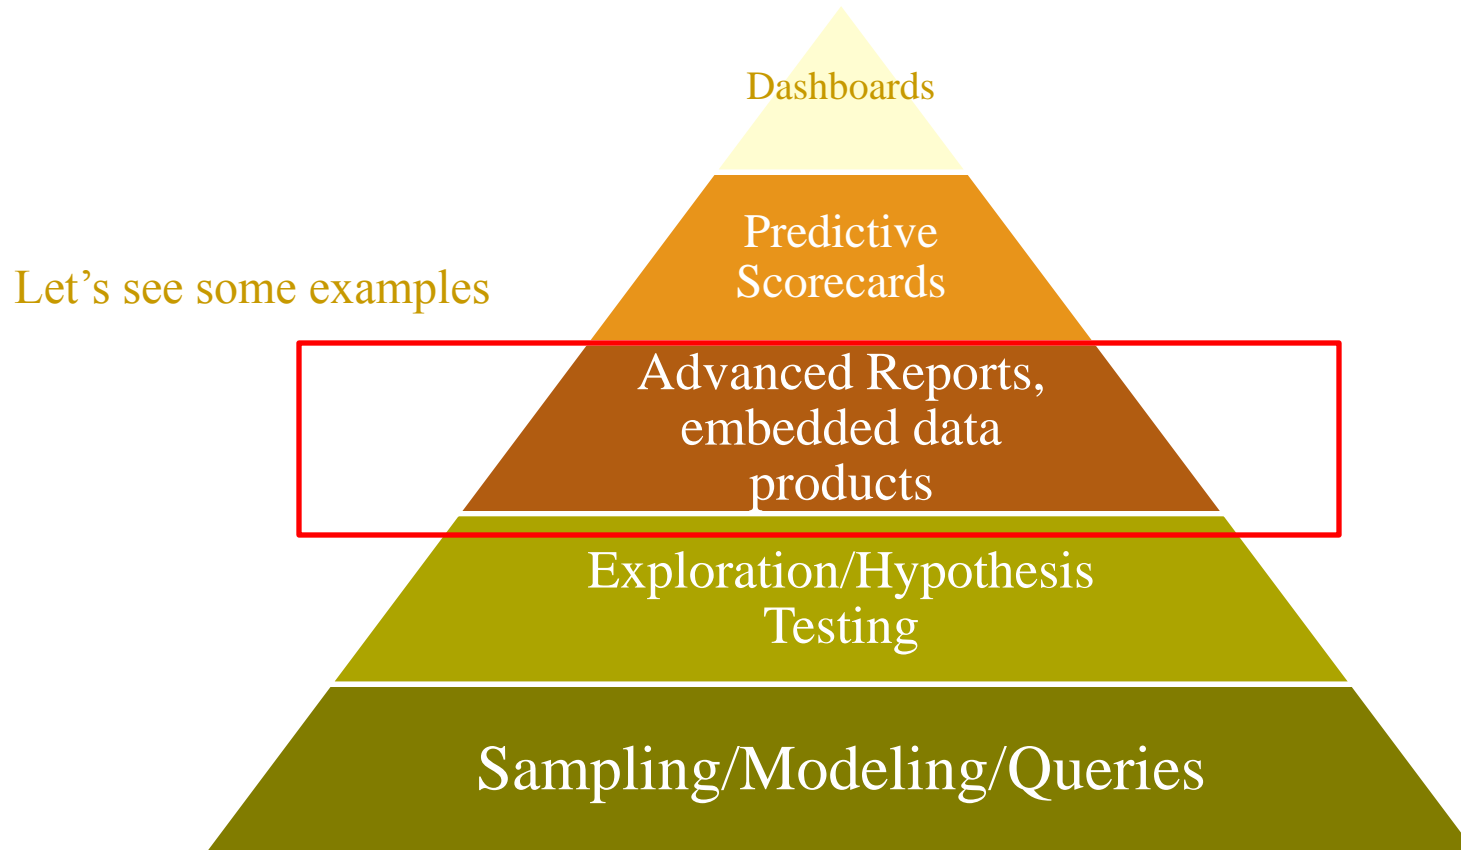 Dashboards
Predictive
Scorecards
Let’s see some examples
Advanced Reports,
embedded data
products
Exploration/Hypothesis
Testing
Sampling/Modeling/Queries